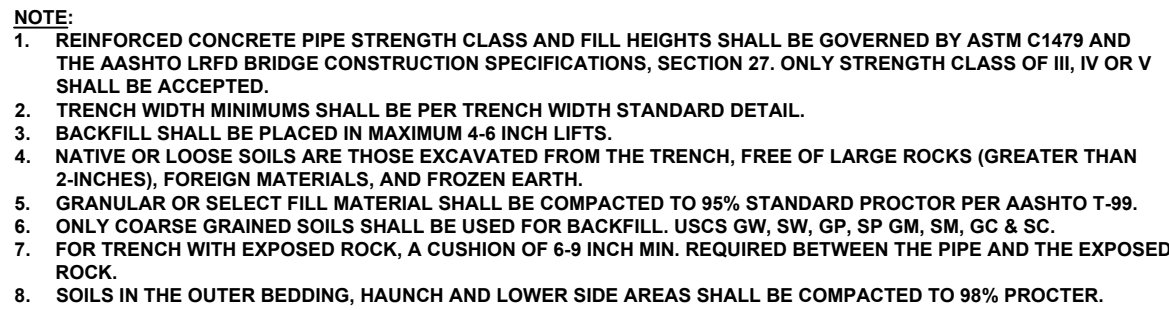 NOTE:
1. REINFORCED CONCRETE PIPE STRENGTH CLASS AND FILL HEIGHTS SHALL BE GOVERNED BY ASTM C1479 AND
THE AASHTO LRFD BRIDGE CONSTRUCTION SPECIFICATIONS, SECTION 27. ONLY STRENGTH CLASS OF III, IV OR V
SHALL BE ACCEPTED.
2. TRENCH WIDTH MINIMUMS SHALL BE PER TRENCH WIDTH STANDARD DETAIL.
3. BACKFILL SHALL BE PLACED IN MAXIMUM 4-6 INCH LIFTS.
4. NATIVE OR LOOSE SOILS ARE THOSE EXCAVATED FROM THE TRENCH, FREE OF LARGE ROCKS (GREATER THAN
2-INCHES), FOREIGN MATERIALS, AND FROZEN EARTH.
5. GRANULAR OR SELECT FILL MATERIAL SHALL BE COMPACTED TO 95% STANDARD PROCTOR PER AASHTO T-99.
6. ONLY COARSE GRAINED SOILS SHALL BE USED FOR BACKFILL. USCS GW, SW, GP, SP GM, SM, GC & SC.
7. FOR TRENCH WITH EXPOSED ROCK, A CUSHION OF 6-9 INCH MIN. REQUIRED BETWEEN THE PIPE AND THE EXPOSED
ROCK.
8. SOILS IN THE OUTER BEDDING, HAUNCH AND LOWER SIDE AREAS SHALL BE COMPACTED TO 98% PROCTER.